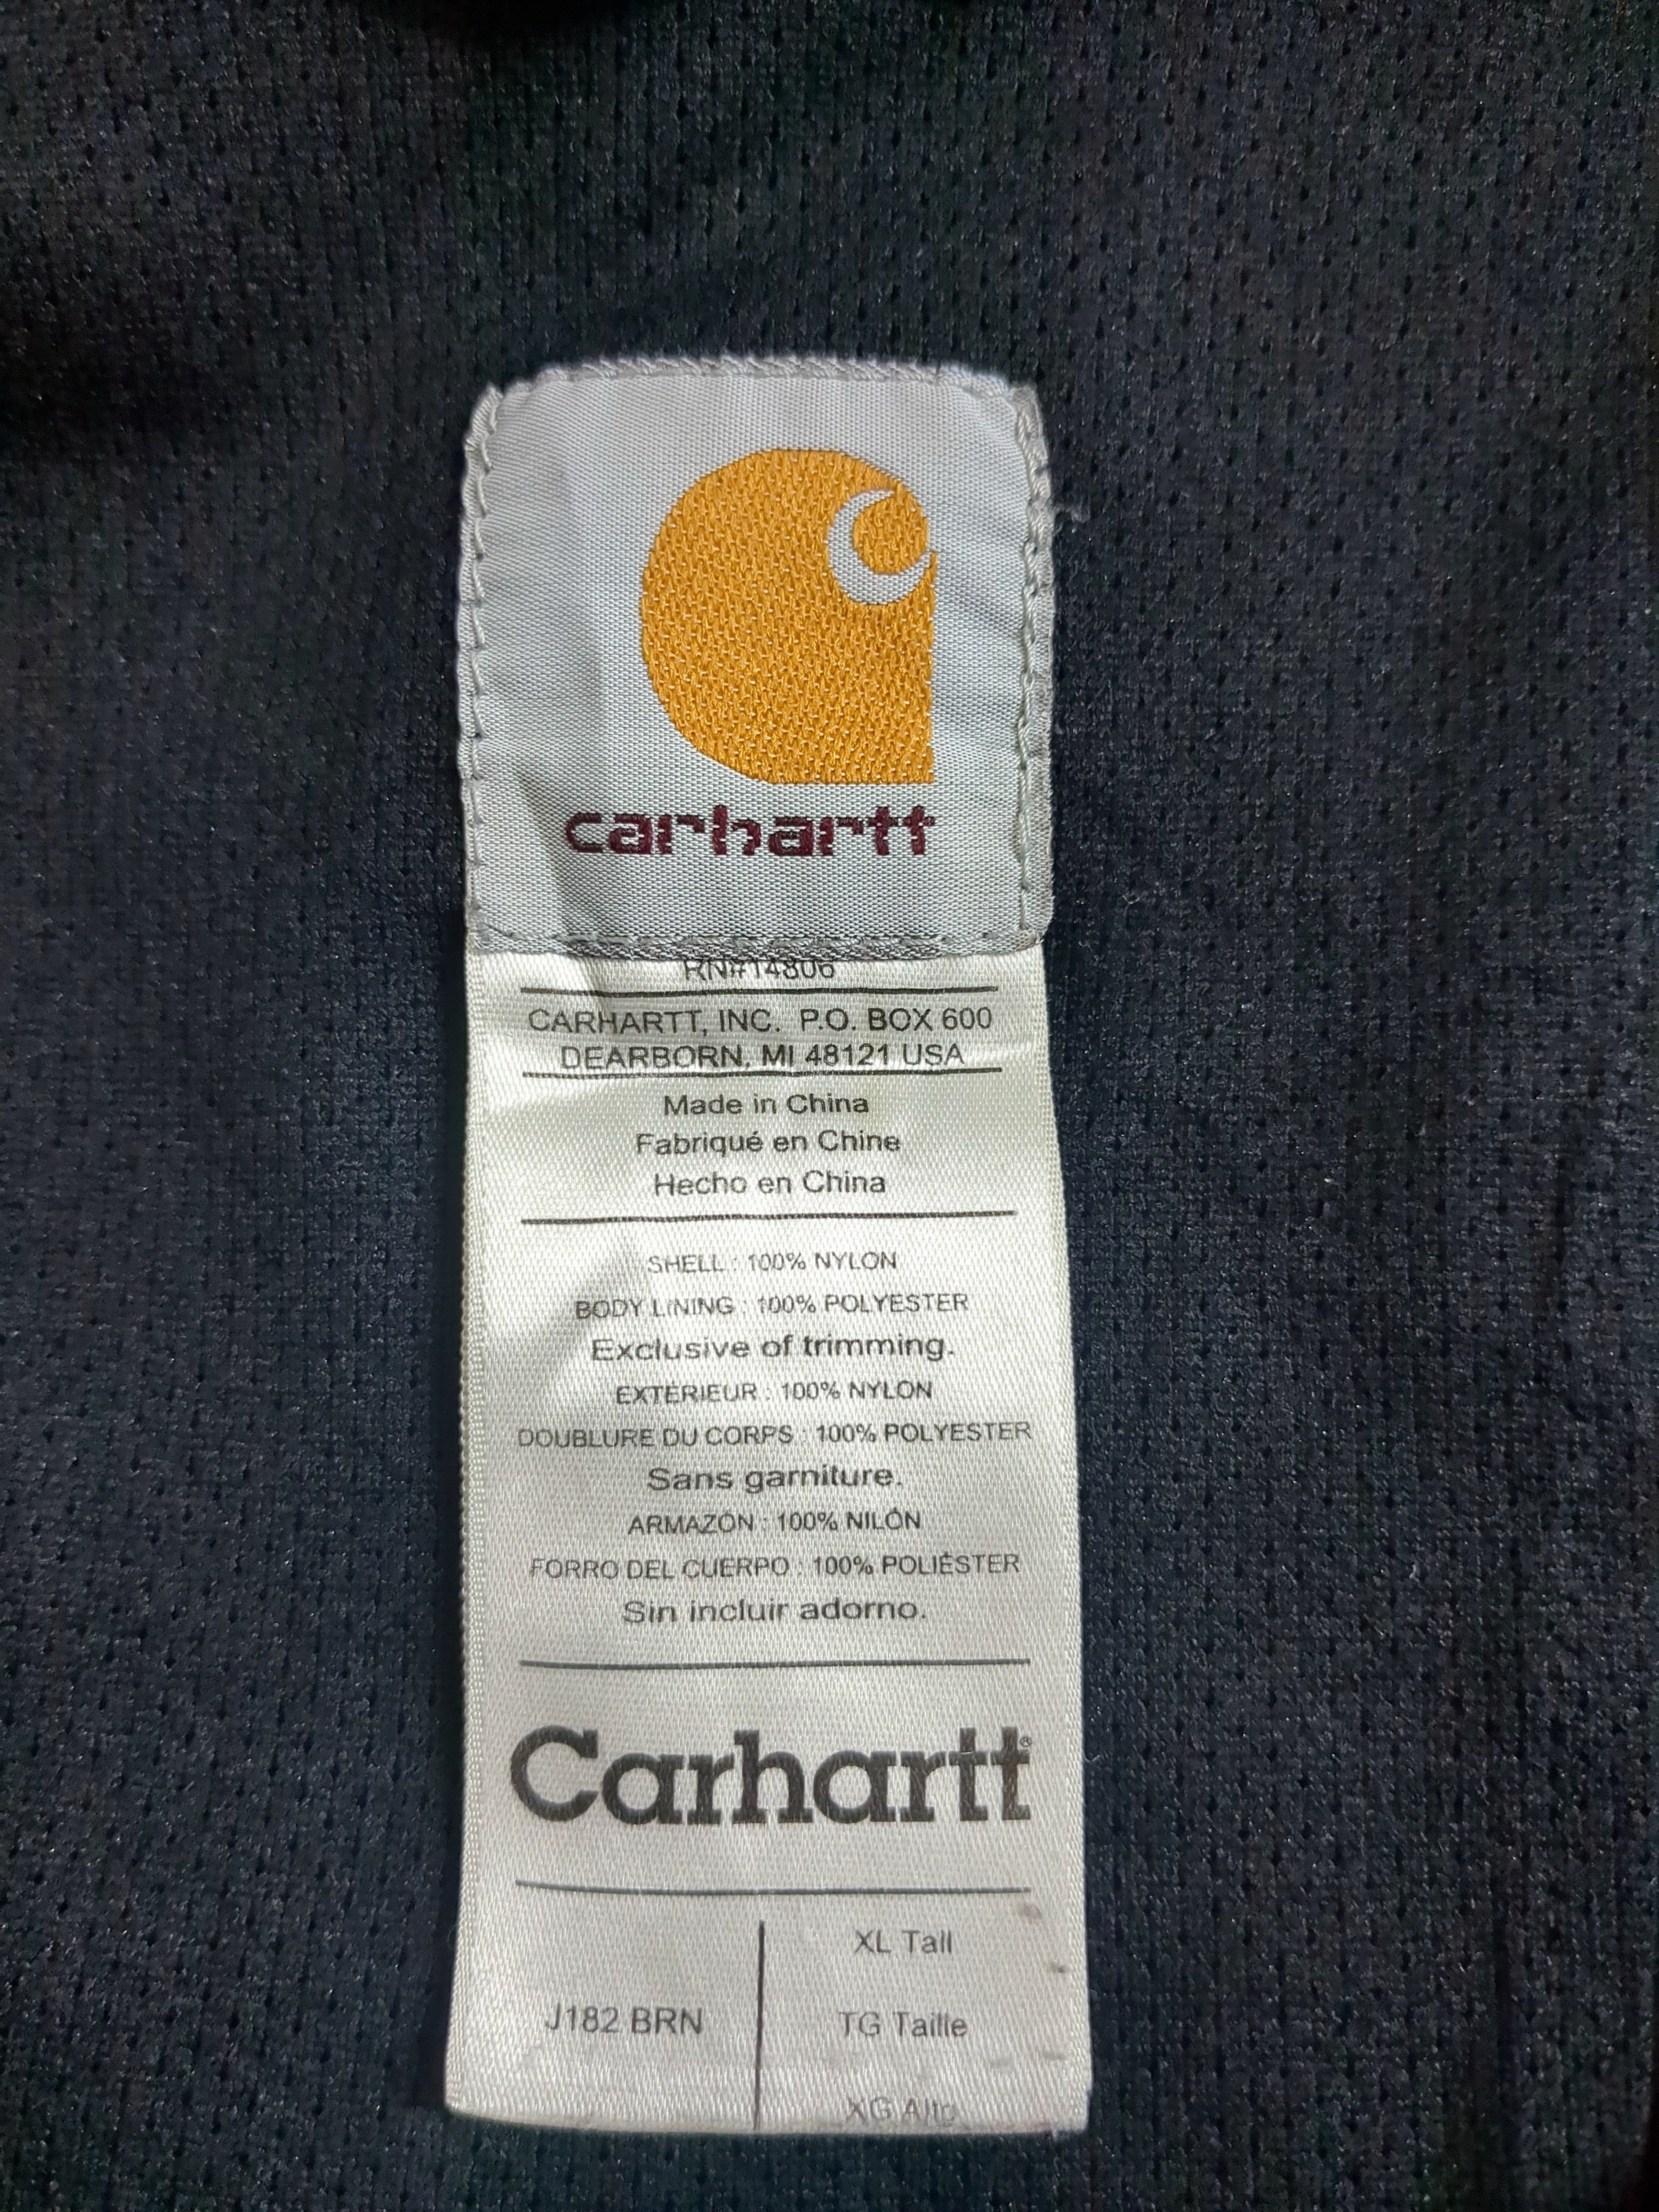 carhartt
RN#14806
CARHARTT, INC. P.O. BOX 600
DEARBORN, MI 48121 USA
Made in China
Fabriqué en Chine
Hecho en China
SHELL : 100% NYLON
BODY LINING : 100% POLYESTER
Exclusive of trimming.
EXTÉRIEUR : 100% NYLON
DOUBLURE DU CORPS : 100% POLYESTER
Sans garniture.
ARMAZÓN : 100% NILÓN
FORRO DEL CUERPO : 100% POLIÉSTER
Sin incluir adorno.
Carhartt®
XL Tall
J182 BRN
TG Taille
XG Alto